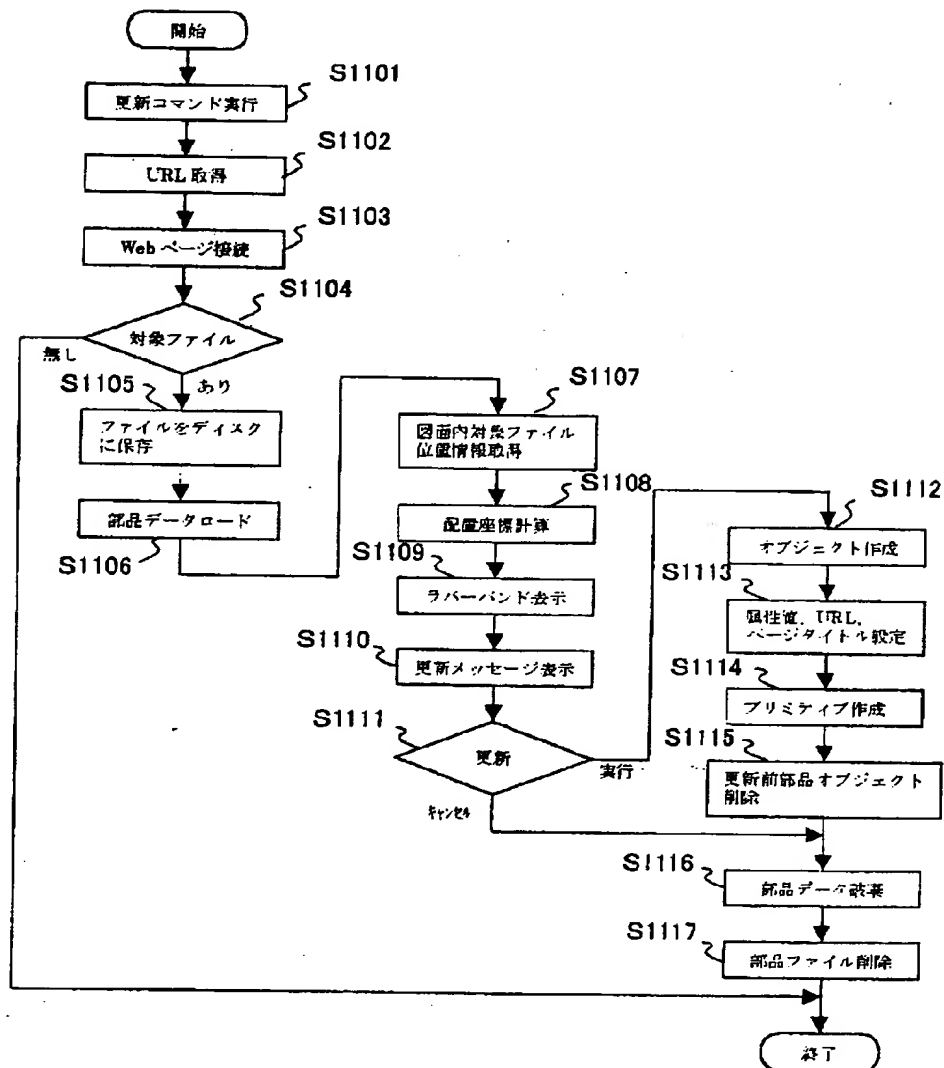 開始
S1101
更新コマンド実行
S1102
URL取得
S1103
Webページ接続
S1104
対象ファイル
無し
あり
S1105
ファイルをディスク
に保存
部品データロード
S1106
S1107
図面内対象ファイル
位置情報取得
S1108
配置座標計算
S1109
ラバーバンド表示
S1110
更新メッセージ表示
S1111
更新
実行
キャンセル
S1112
オブジェクト作成
S1113
属性値、URL、
ページタイトル設定
S1114
プリミティブ作成
S1115
更新前部品オブジェクト
削除
S1116
部品データ破棄
S1117
部品ファイル削除
終了